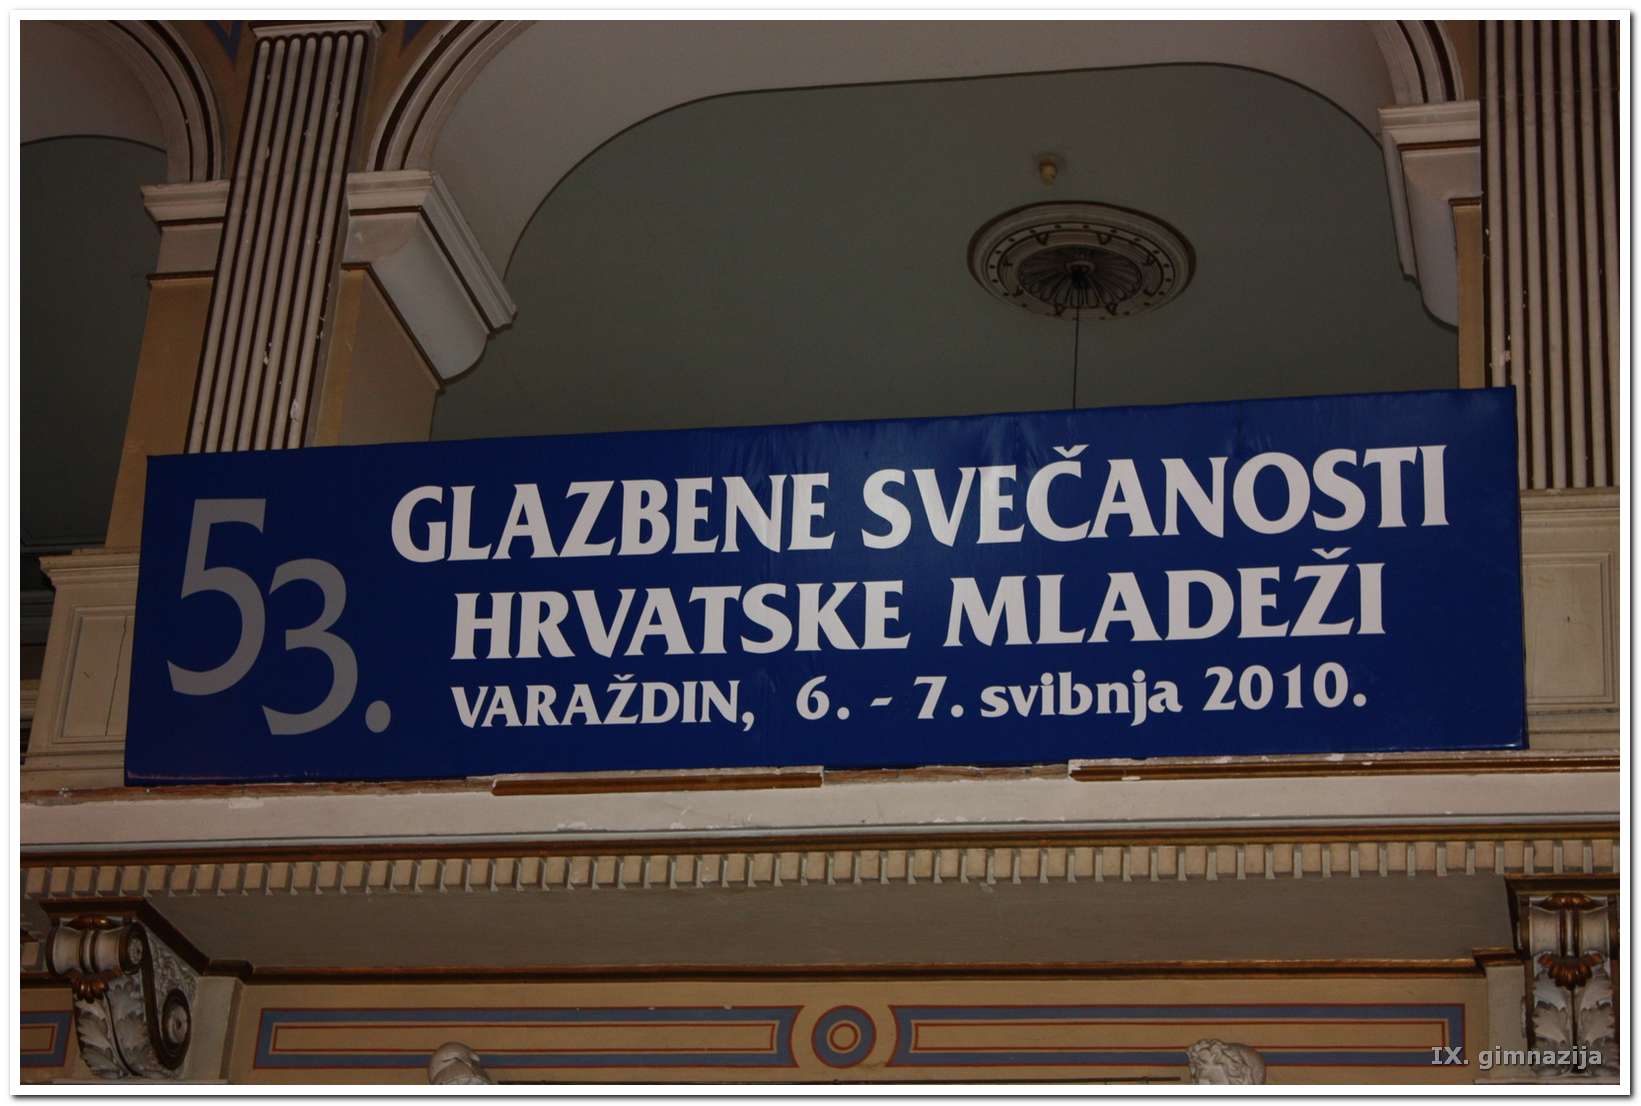 53.
GLAZBENE SVEČANOSTI
HRVATSKE MLADEŽI
VARAŽDIN, 6. - 7. svibnja 2010.
IX. gimnazija